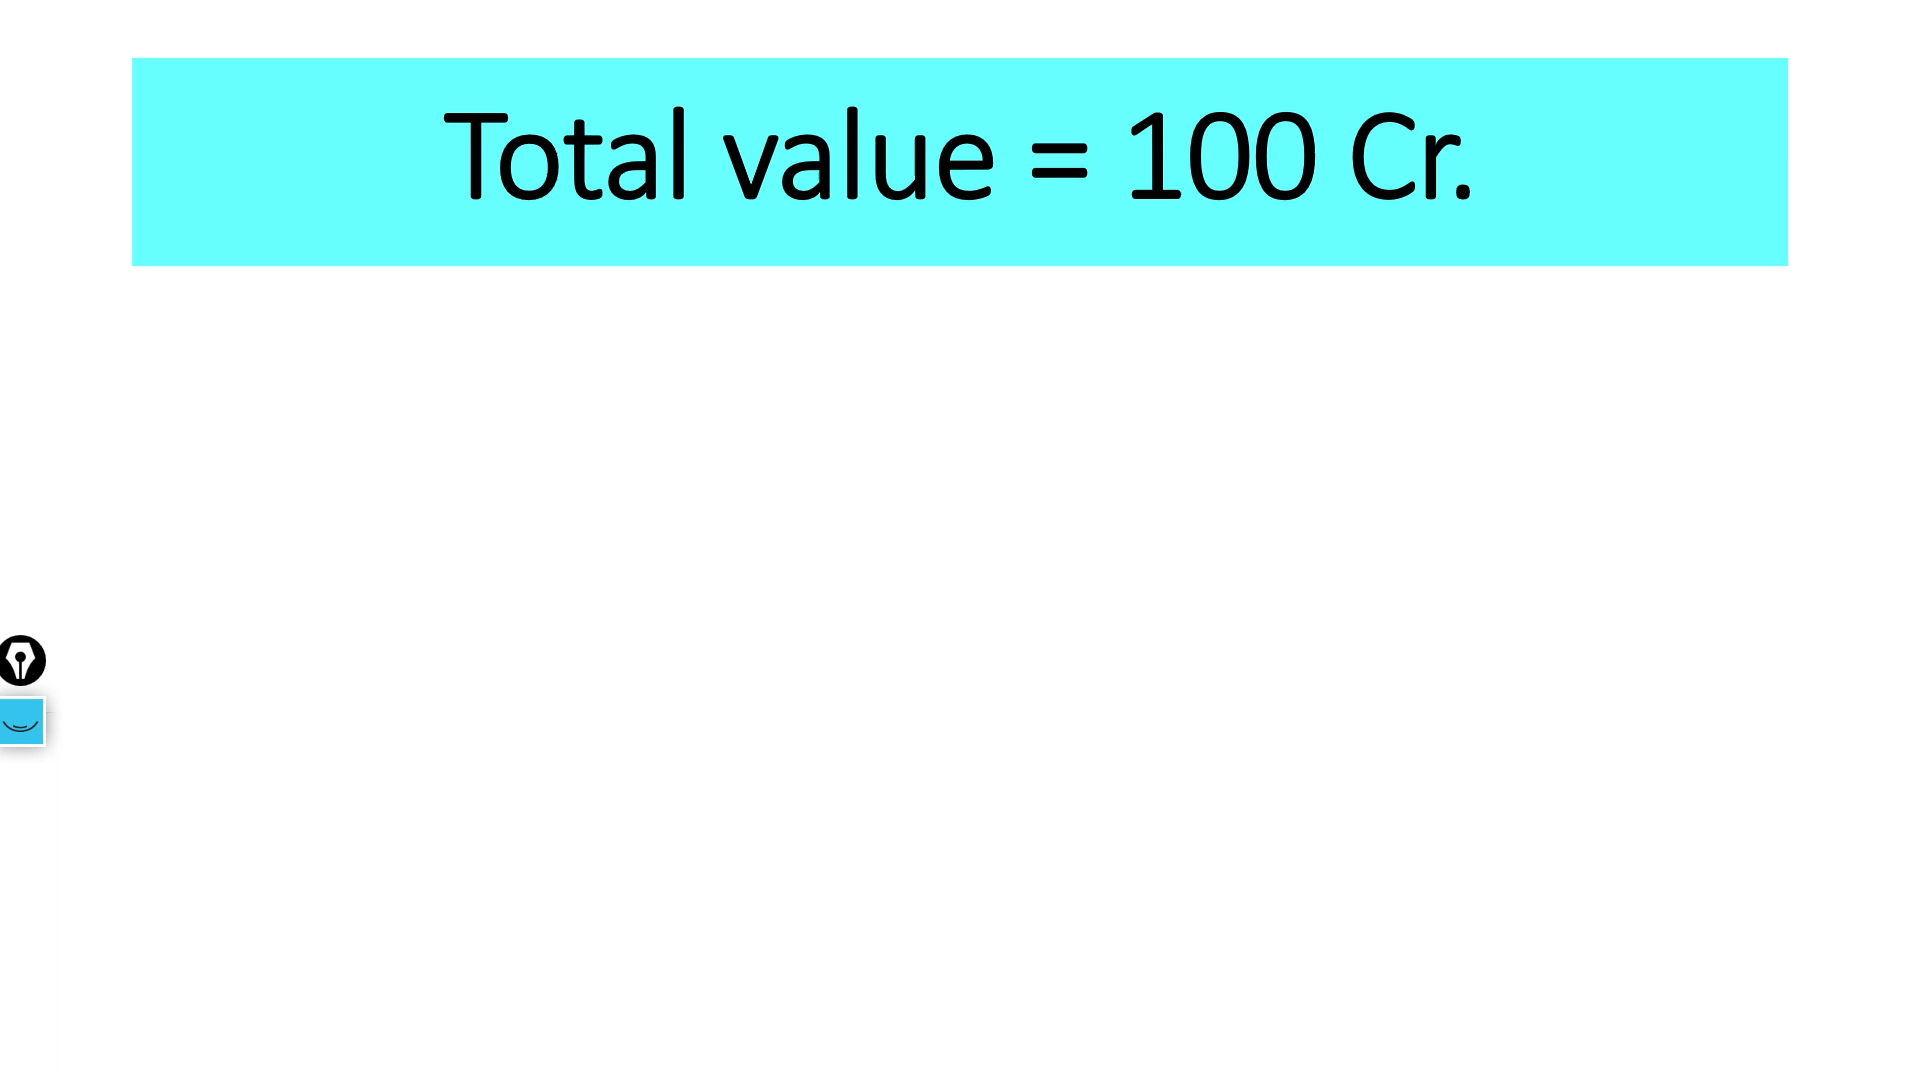 Total value = 100 Cr.